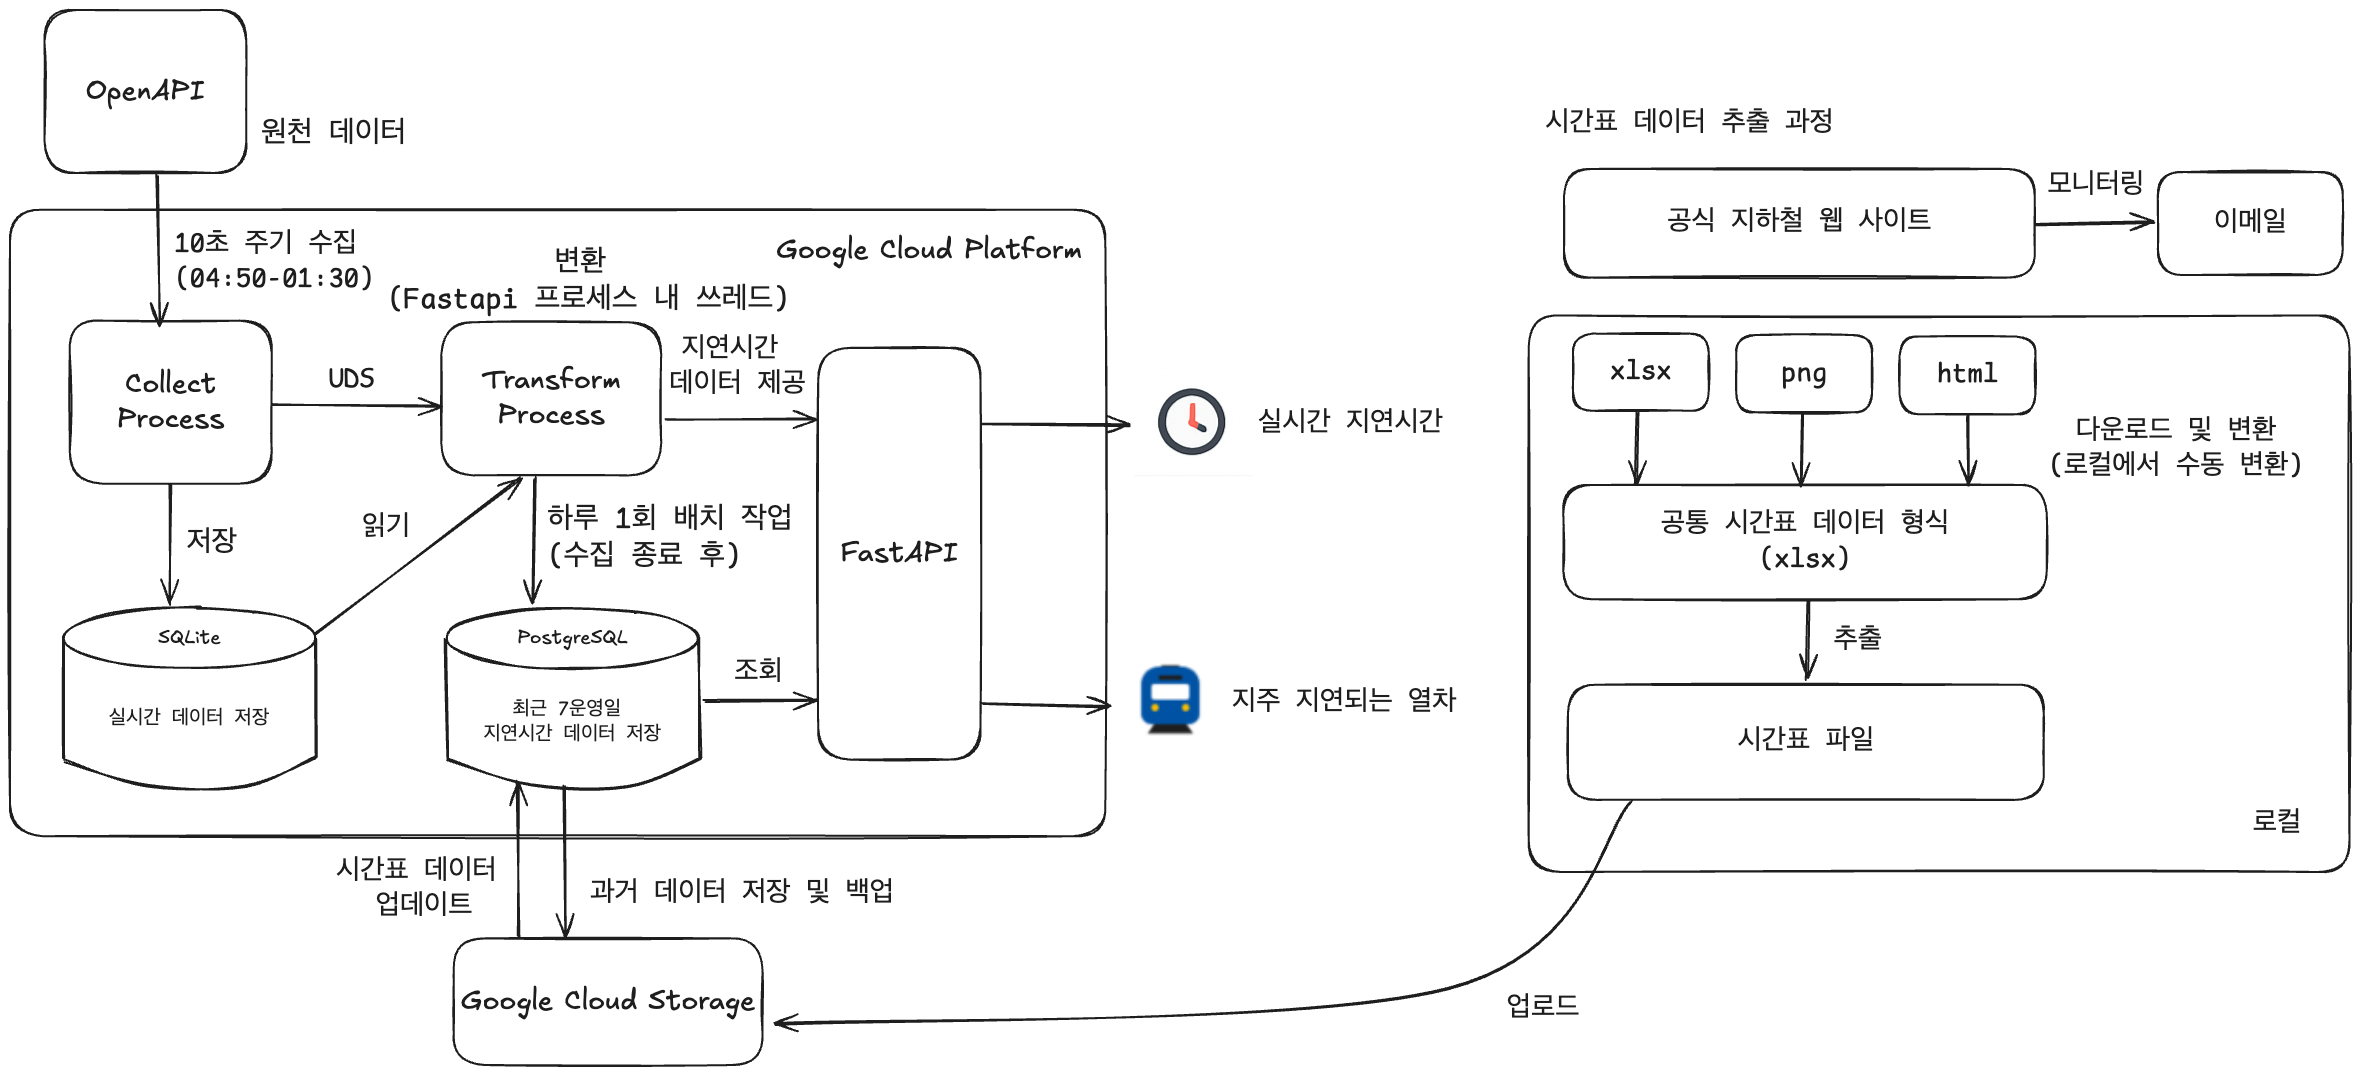 OpenAPI
원천 데이터
10초 주기 수집
(04:50-01:30)
변환
(Fastapi 프로세스 내 쓰레드)
Google Cloud Platform
Collect
Process
UDS
Transform
Process
지연시간
데이터 제공
FastAPI
실시간 지연시간
저장
읽기
하루 1회 배치 작업
(수집 종료 후)
SQLite
실시간 데이터 저장
PostgreSQL
최근 7운영일
지연시간 데이터 저장
조회
지주 지연되는 열차
시간표 데이터
업데이트
과거 데이터 저장 및 백업
Google Cloud Storage
시간표 데이터 추출 과정
공식 지하철 웹 사이트
모니터링
이메일
xlsx
png
html
다운로드 및 변환
(로컬에서 수동 변환)
공통 시간표 데이터 형식
(xlsx)
추출
시간표 파일
로컬
업로드